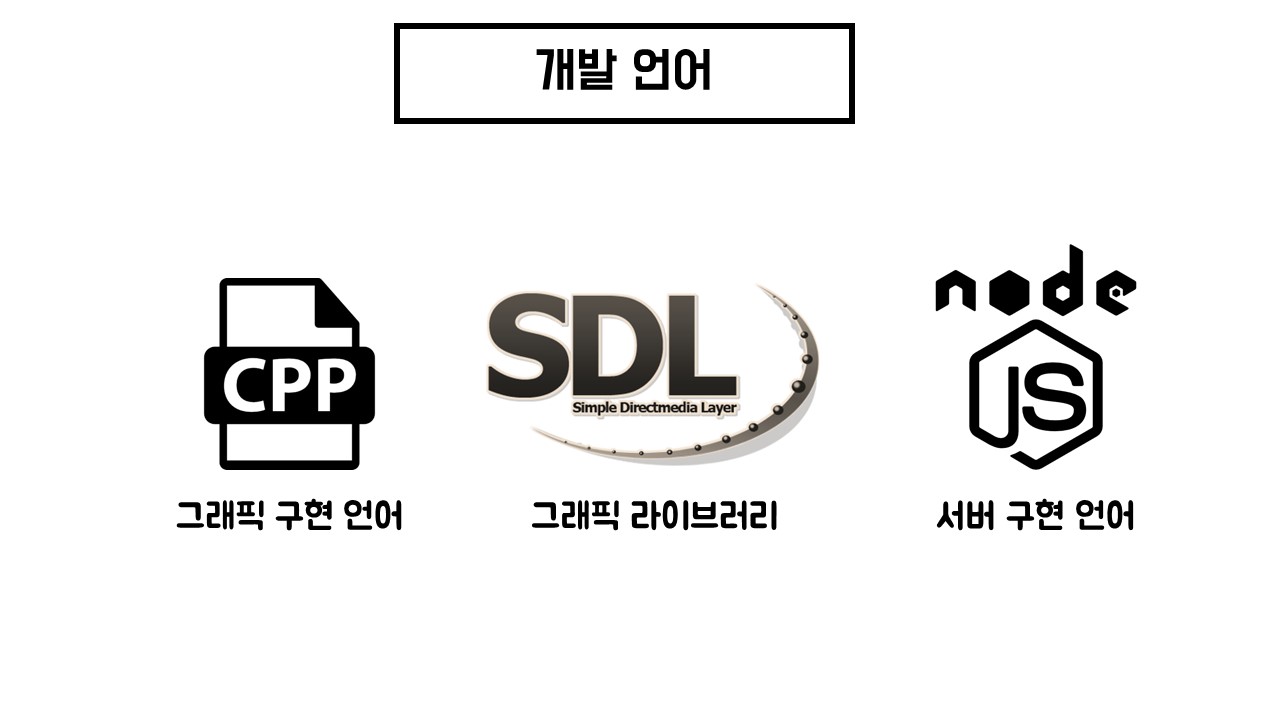 개발 언어
CPP
그래픽 구현 언어
SDL
Simple Directmedia Layer
그래픽 라이브러리
node
JS
서버 구현 언어